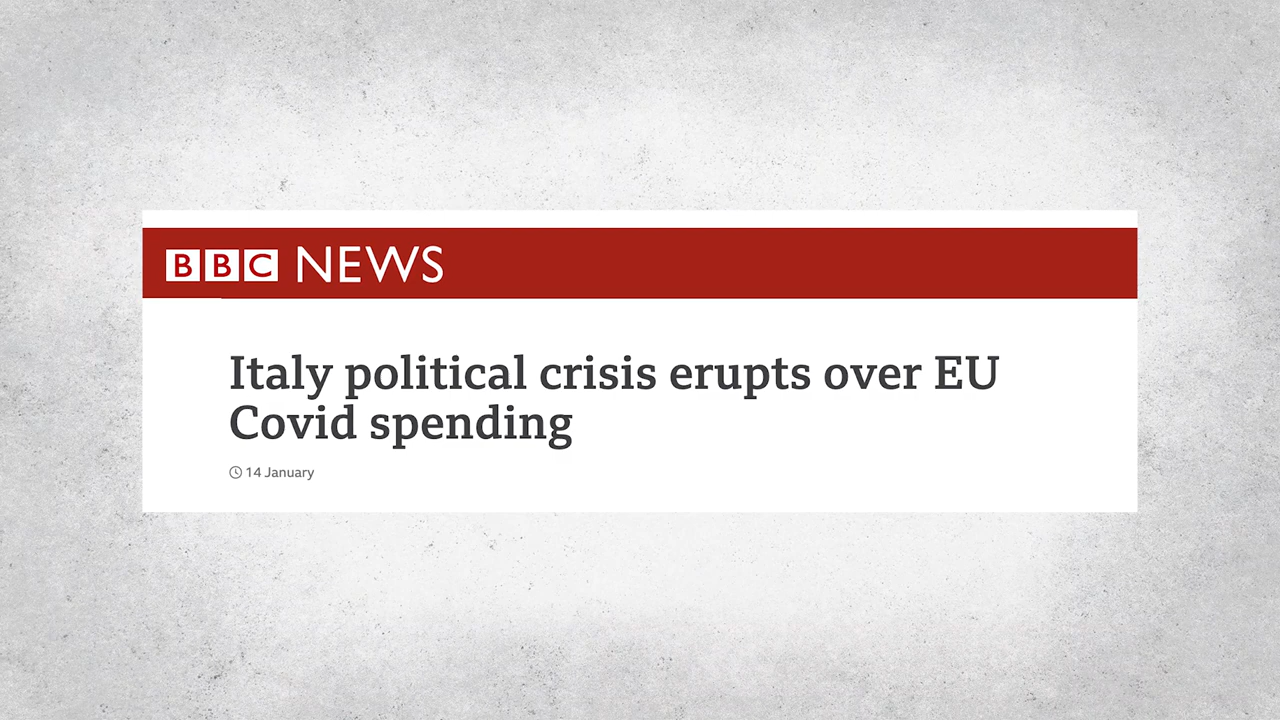 BBC NEWS
Italy political crisis erupts over EU
Covid spending
14 January